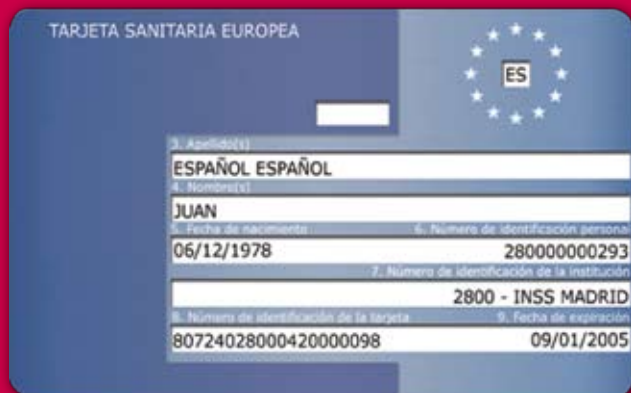 TARJETA SANITARIA EUROPEA
ES
3. Apellido(s)
ESPAÑOL ESPAÑOL
4. Nombre(s)
JUAN
5. Fecha de nacimiento 6. Número de identificación personal
06/12/1978 280000000293
7. Número de identificación de la institución
2800 - INSS MADRID
8. Número de identificación de la tarjeta 9. Fecha de expiración
80724028000420000098 09/01/2005